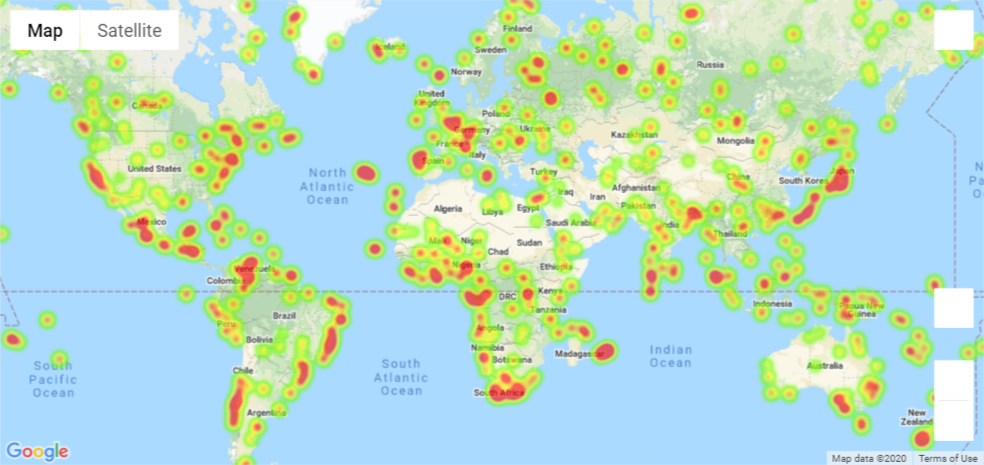 Map
Satellite
Finland
Iceland
Sweden
Russia
Norway
Canada
United
Kingdom
Poland
Germany
Ukraine
Kazakhstan
Mongolia
France
Italy
Spain
Turkey
United States
China
South Korea
Japan
North
Atlantic
Ocean
Iraq
Iran
Afghanistan
Pakistan
Algeria
Libya
Egypt
Saudi Arabia
India
Mexico
Mali
Niger
Sudan
Chad
Thailand
Nigeria
Ethiopia
Venezuela
Colombia
DRC
Kenya
Indonesia
Papua New
Guinea
Tanzania
Brazil
Peru
Angola
Bolivia
Namibia
Botswana
Madagascar
Indian
Ocean
Australia
South
Pacific
Ocean
South
Atlantic
Ocean
Chile
South Africa
Argentina
New
Zealand
Google
Map data ©2020
Terms of Use